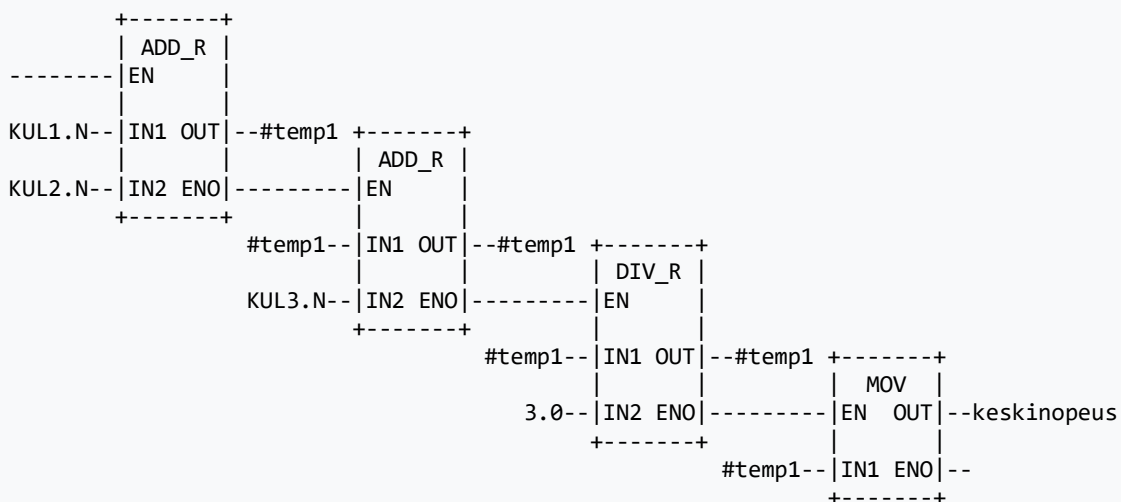 +-------+
        | ADD_R |
--------|EN     |
        |       |
KUL1.N--|IN1 OUT|--#temp1 +-------+
        |       |         | ADD_R |
KUL2.N--|IN2 ENO|---------|EN     |
        +-------+         |       |
                 #temp1--|IN1 OUT|--#temp1 +-------+
                          |       |         | DIV_R |
                 KUL3.N--|IN2 ENO|---------|EN     |
                          +-------+         |       |
                                   #temp1--|IN1 OUT|--#temp1 +-------+
                                            |       |         |  MOV  |
                                      3.0--|IN2 ENO|---------|EN  OUT|--keskinopeus
                                            +-------+         |       |
                                                     #temp1--|IN1 ENO|--
                                                              +-------+